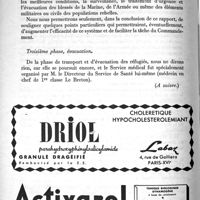 les meilleures conditions, la surveillance, le traitement d'urgence et
l'évacuation des blessés de la Marine, de l'Armée ou même des éléments
militaires ou civils des populations rebelles.
Nous nous permettrons seulement, dans la conclusion de ce rapport, de
souligner quelques points particuliers qui permettraient, éventuellement,
d'augmenter l'efficacité de ce système et de faciliter la tâche du Commande-
ment.
Troisième phase, évacuation.
De la phase de transport et d'évacuation des réfugiés, nous ne dirons
rien, car elle se poursuit encore, et le Service médical fut spécialement
organisé par M. le Directeur du Service de Santé lui-même (médecin en
chef de 1re classe Le Breton).
(A suivre.)
DRIOL
parahydroxyphénylsalicylamide
GRANULÉ DRAGÉIFIÉ
Remboursé par la S.S.
CHOLERETIQUE
HYPOCHOLESTEROLEMIANT
Labaz
4, rue de Galliera
PARIS-XVIe